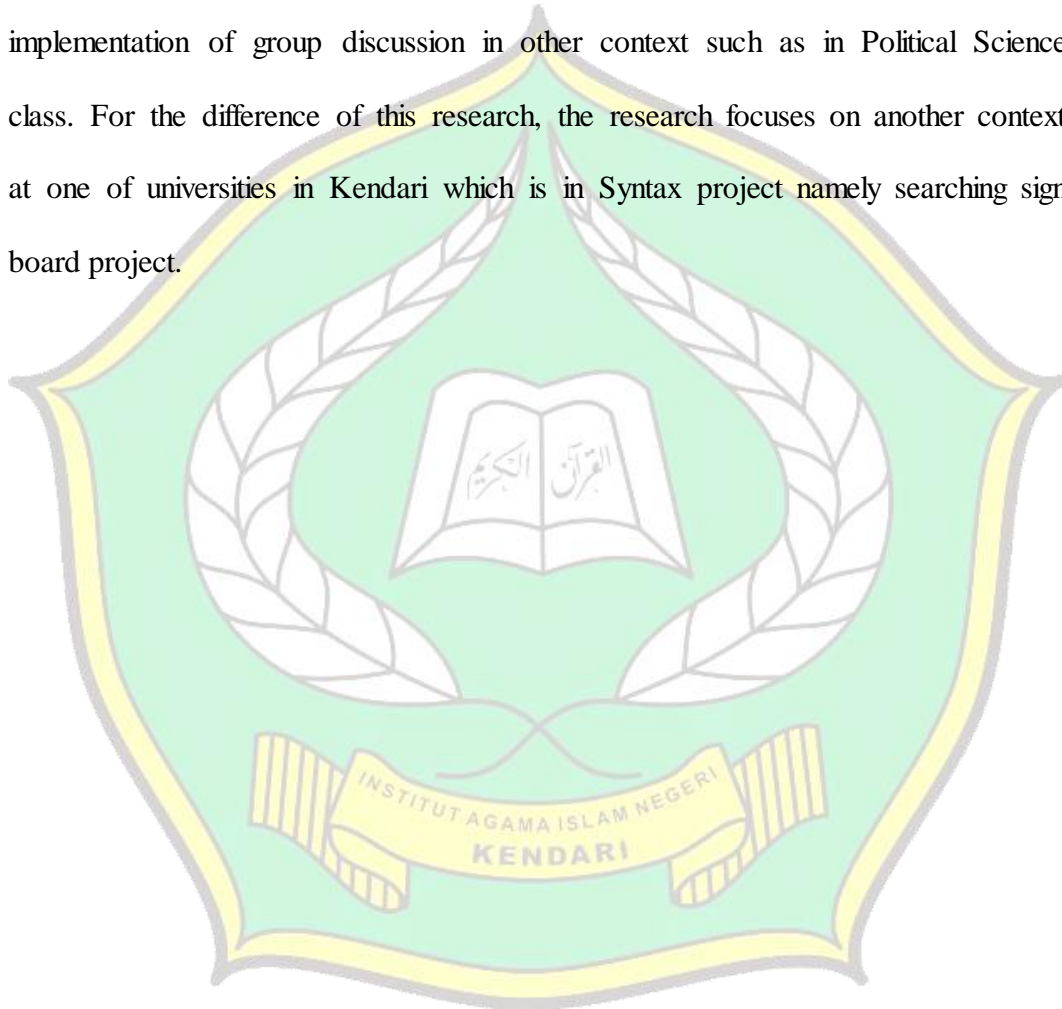 implementation of group discussion in other context such as in Political Science
class. For the difference of this research, the research focuses on another context
at one of universities in Kendari which is in Syntax project namely searching sign
board project.
القرآن الكريم
INSTITUT AGAMA ISLAM NEGERI
KENDARI